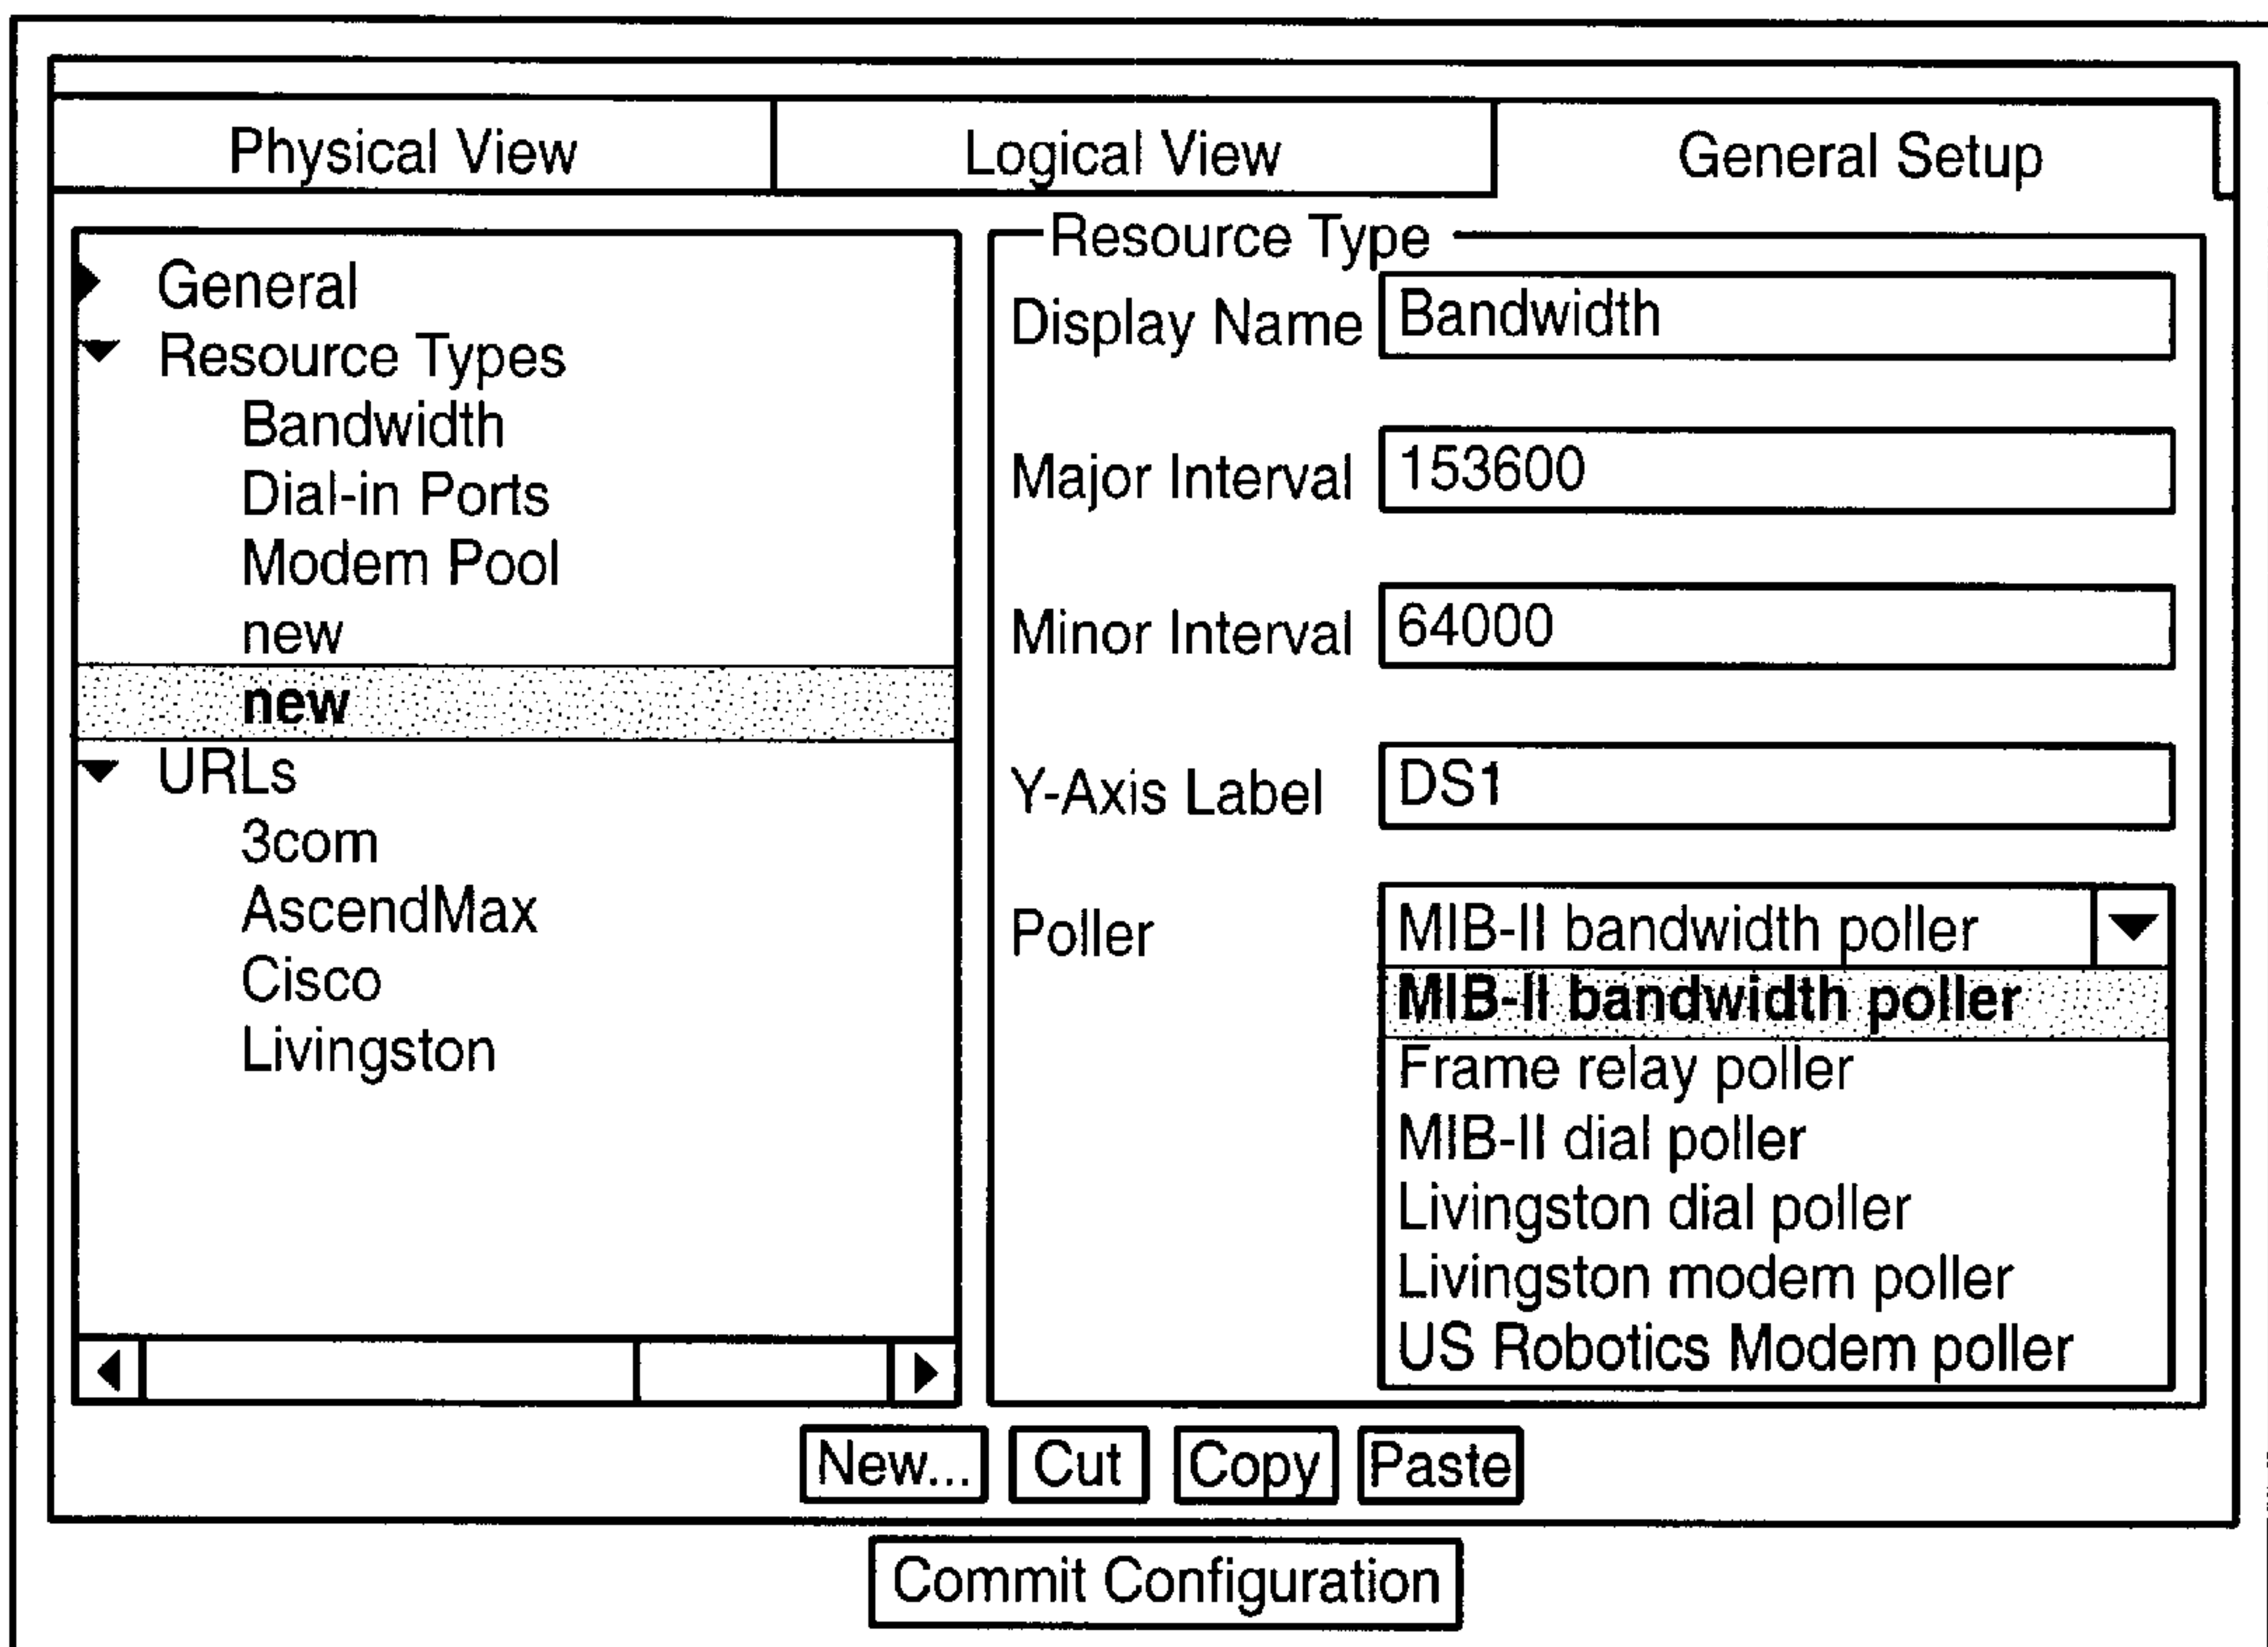 Physical View
Logical View
General Setup
General
Resource Types
Bandwidth
Dial-in Ports
Modem Pool
new
new
URLs
3com
AscendMax
Cisco
Livingston
Resource Type
Display Name Bandwidth
Major Interval 153600
Minor Interval 64000
Y-Axis Label DS1
Poller MIB-II bandwidth poller
MIB-II bandwidth poller
Frame relay poller
MIB-II dial poller
Livingston dial poller
Livingston modem poller
US Robotics Modem poller
New... Cut Copy Paste
Commit Configuration